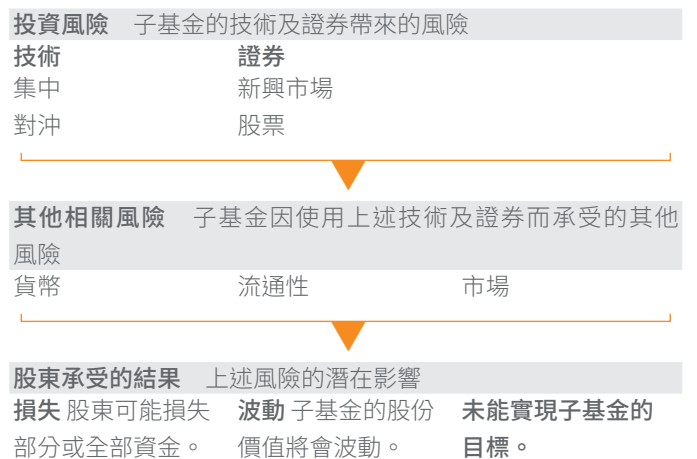 投資風險 子基金的技術及證券帶來的風險
技術 證券
集中 新興市場
對沖 股票
其他相關風險 子基金因使用上述技術及證券而承受的其他
風險
貨幣 流通性 市場
股東承受的結果 上述風險的潛在影響
損失 股東可能損失 波動 子基金的股份 未能實現子基金的
部分或全部資金。 價值將會波動。 目標。